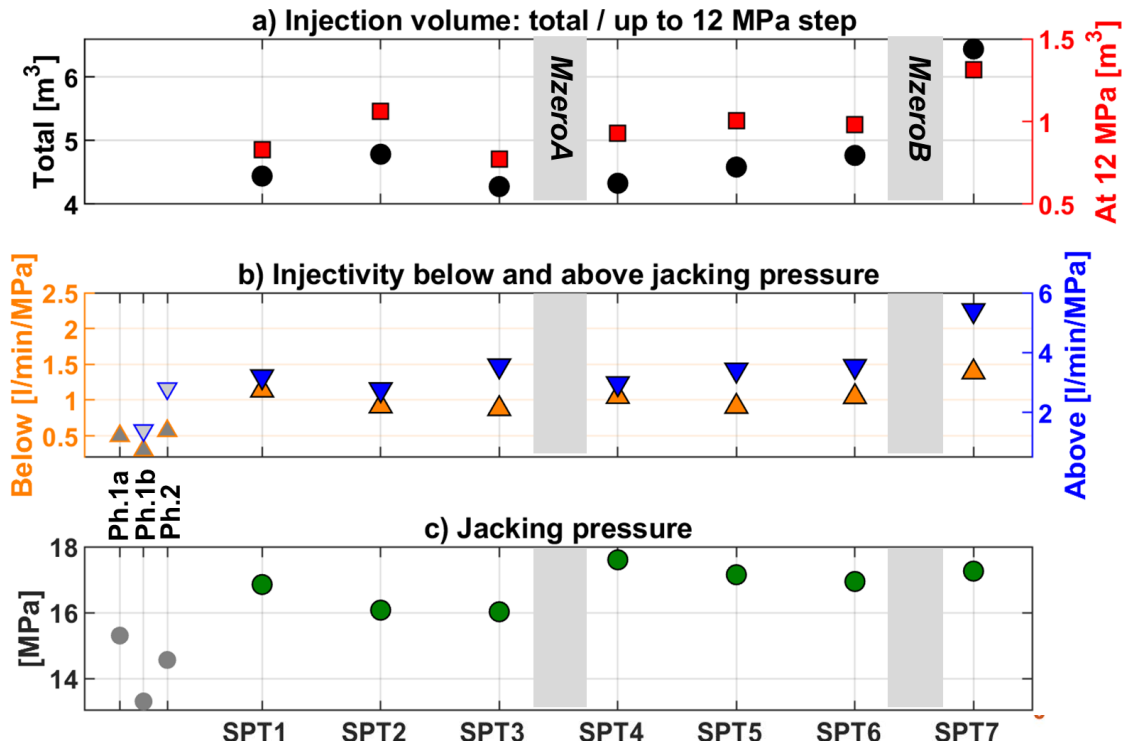 a) Injection volume: total / up to 12 MPa step
Total [m³]
6
5
4
MzeroA
MzeroB
1.5
1
0.5
At 12 MPa [m³]
b) Injectivity below and above jacking pressure
Below [l/min/MPa]
2.5
2
1.5
1
0.5
6
4
2
Above [l/min/MPa]
Ph.1a
Ph.1b
Ph.2
c) Jacking pressure
[MPa]
18
16
14
SPT1 SPT2 SPT3 SPT4 SPT5 SPT6 SPT7